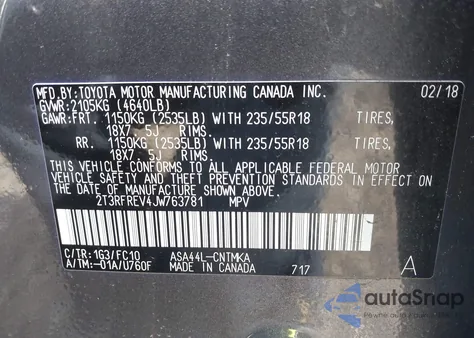 MFD.BY:TOYOTA MOTOR MANUFACTURING CANADA INC. 02/18
GVWR:2105KG (4640LB)
GAWR:FRT. 1150KG (2535LB) WITH 235/55R18 TIRES,
18X7. 5J RIMS.
RR. 1150KG (2535LB) WITH 235/55R18 TIRES,
18X7. 5J RIMS.
THIS VEHICLE CONFORMS TO ALL APPLICABLE FEDERAL MOTOR
VEHICLE SAFETY AND THEFT PREVENTION STANDARDS IN EFFECT ON
THE DATE OF MANUFACTURE SHOWN ABOVE.
2T3RFREV4JW763781 MPV
C/TR:1G3/FC10 ASA44L-CNTMKA
A/TM:-01A/U760F MADE IN CANADA 717 A
autoSnap